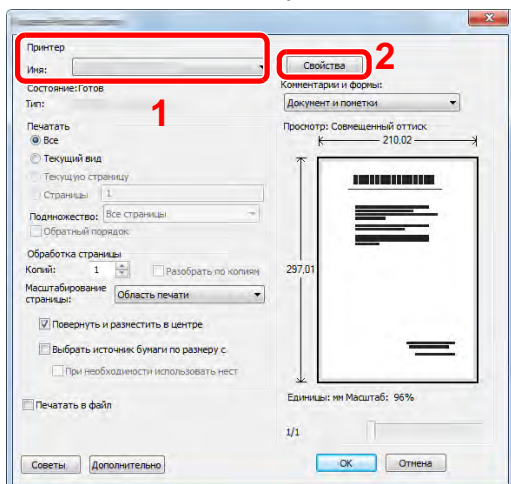 Принтер
Имя:
Состояние:Готов
Тип:
1
Свойства
2
Комментарии и формы:
Документ и пометки
Печатать
Все
Текущий вид
Текущую страницу
Страницы 1
Подмножество: Все страницы
Обратный порядок
Просмотр: Совмещенный оттиск
210,02
297,01
Обработка страницы
Копий: 1 Разобрать по копиям
Масштабирование страницы: Область печати
Повернуть и разместить в центре
Выбрать источник бумаги по размеру с
При необходимости использовать нест
Печатать в файл
Единицы: мм Масштаб: 96%
1/1
Советы Дополнительно
OK Отмена